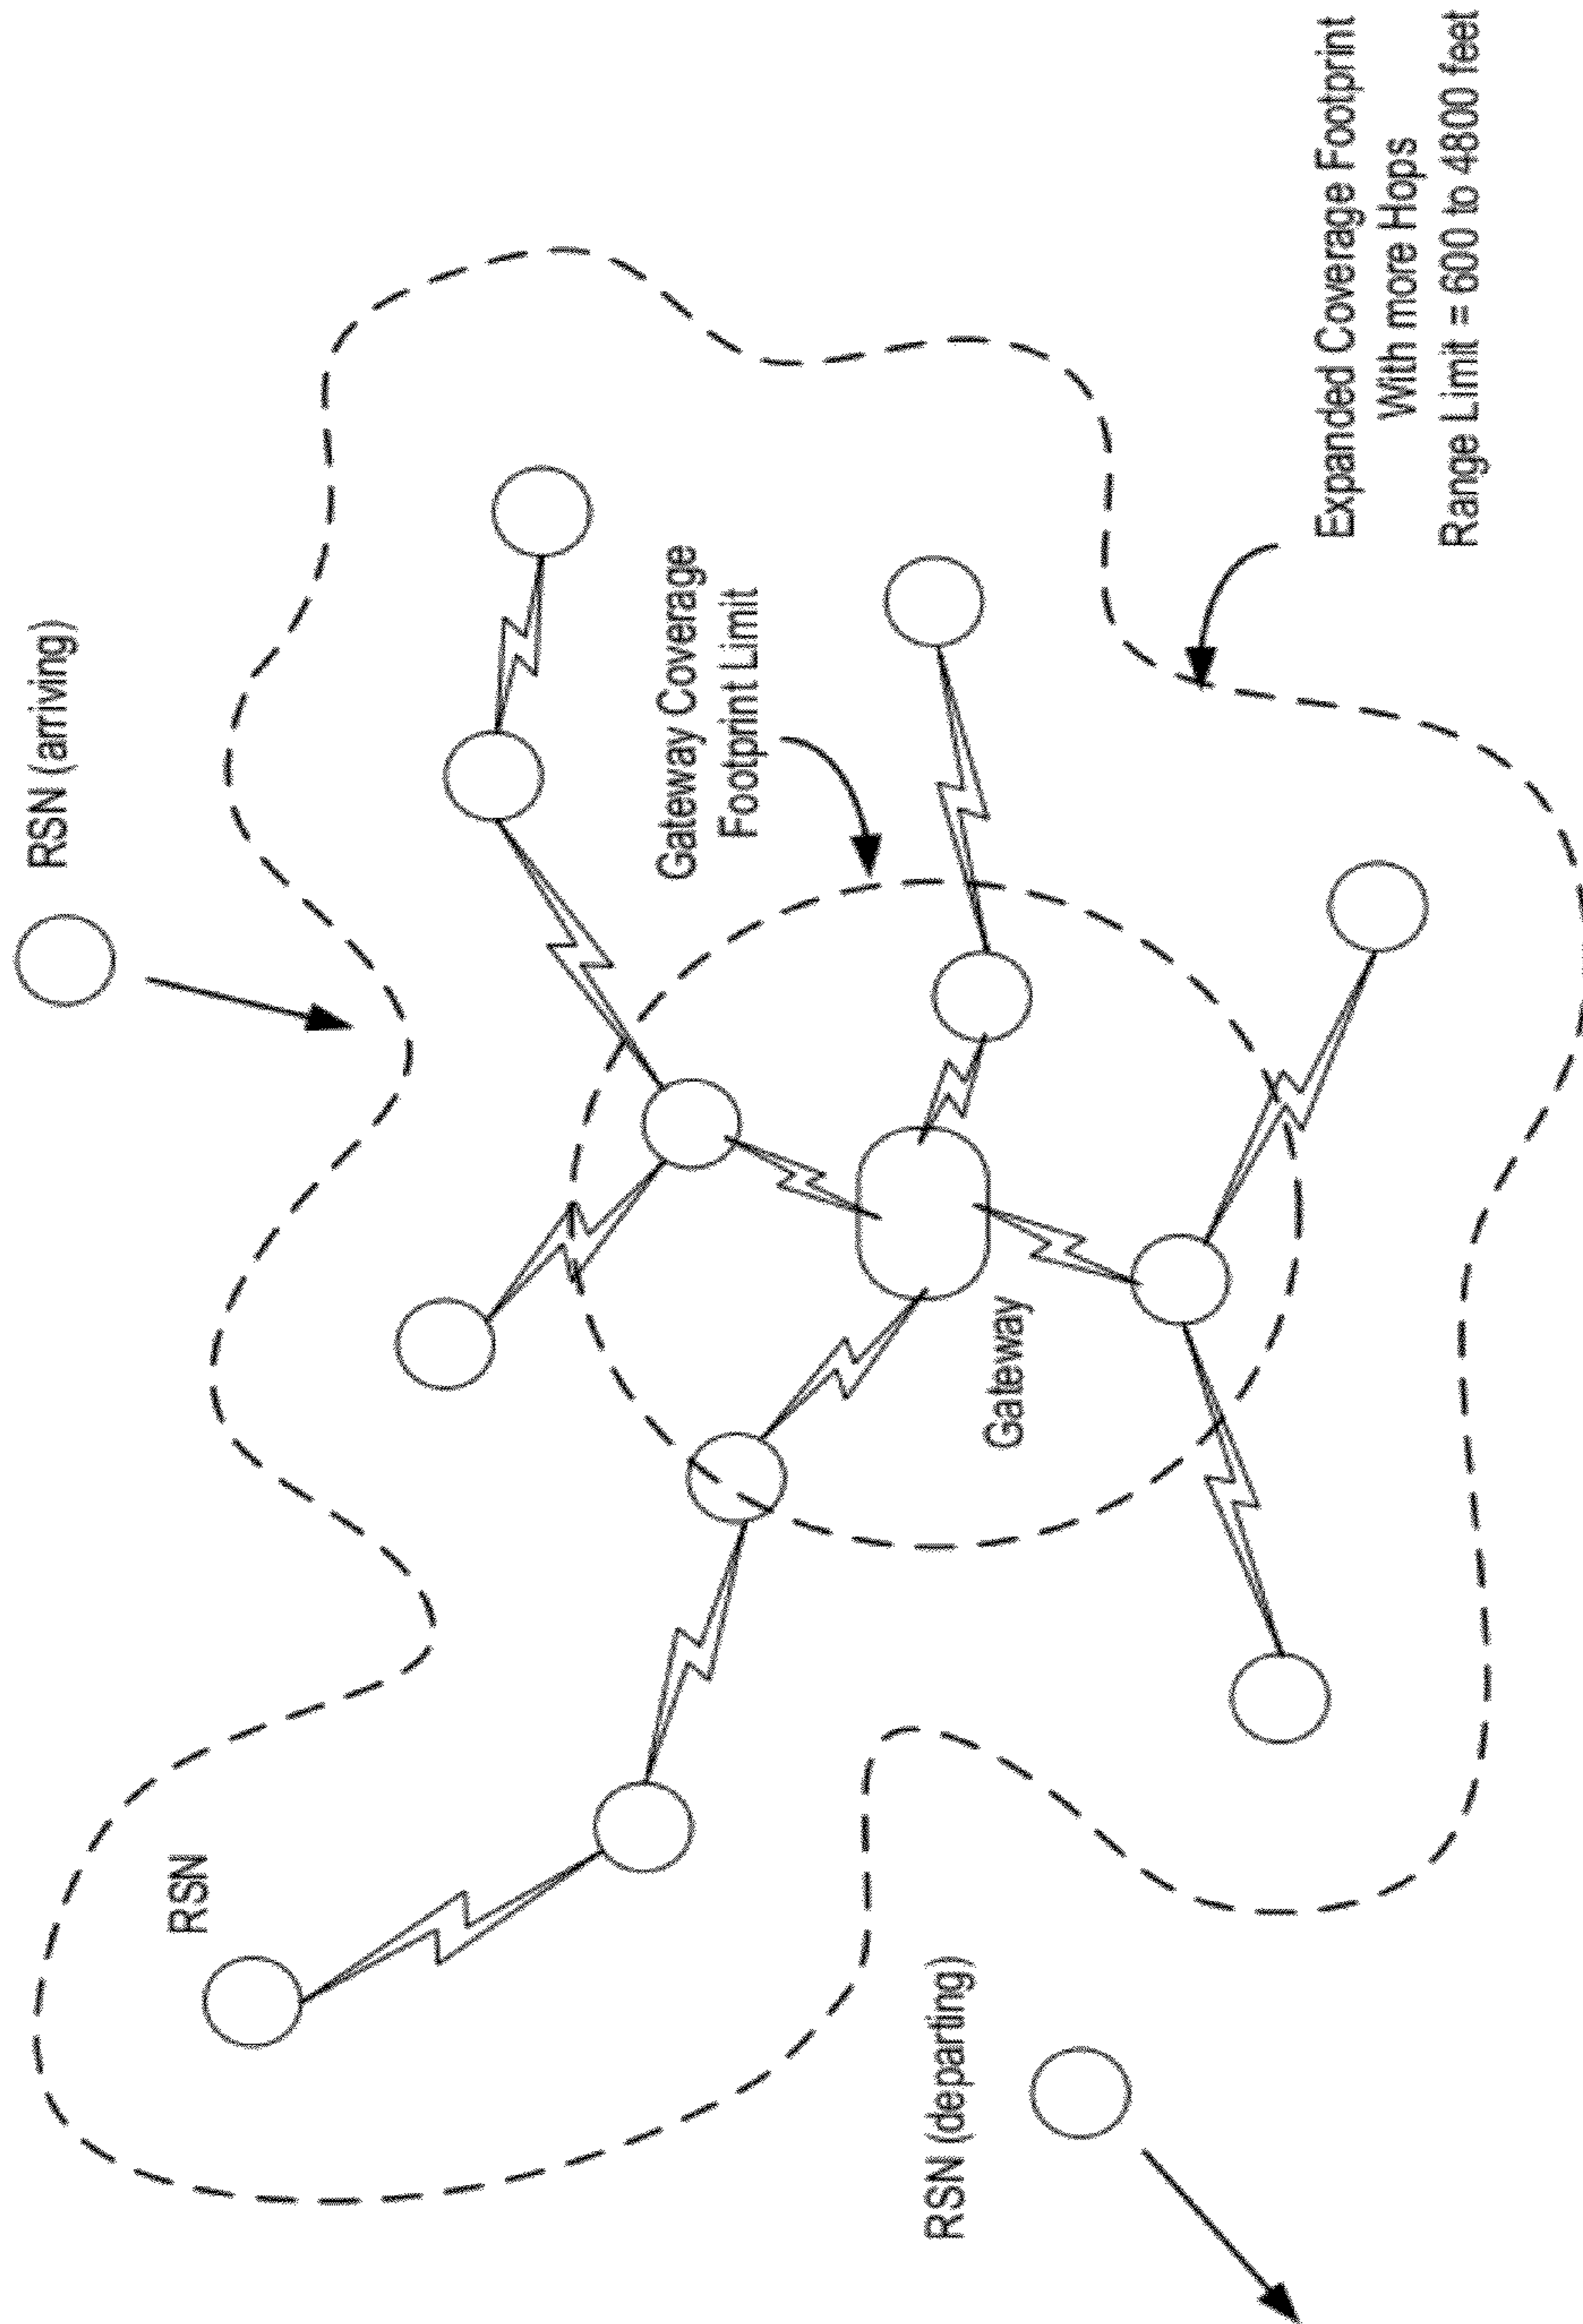 RSN (arriving)
RSN
Gateway Coverage
Footprint Limit
Gateway
RSN (departing)
Expanded Coverage Footprint
With more Hops
Range Limit = 600 to 4800 feet